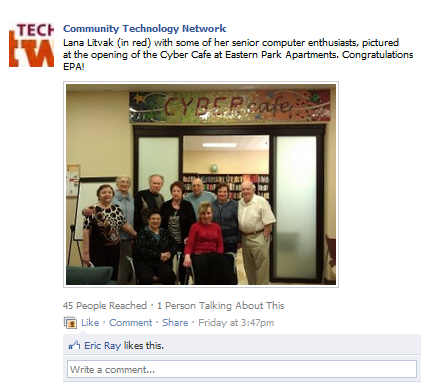 TECH
Community Technology Network
Lana Litvak (in red) with some of her senior computer enthusiasts, pictured
at the opening of the Cyber Cafe at Eastern Park Apartments. Congratulations
EPA!
CYBER cafe
45 People Reached · 1 Person Talking About This
Like · Comment · Share · Friday at 3:47pm
Eric Ray likes this.
Write a comment...